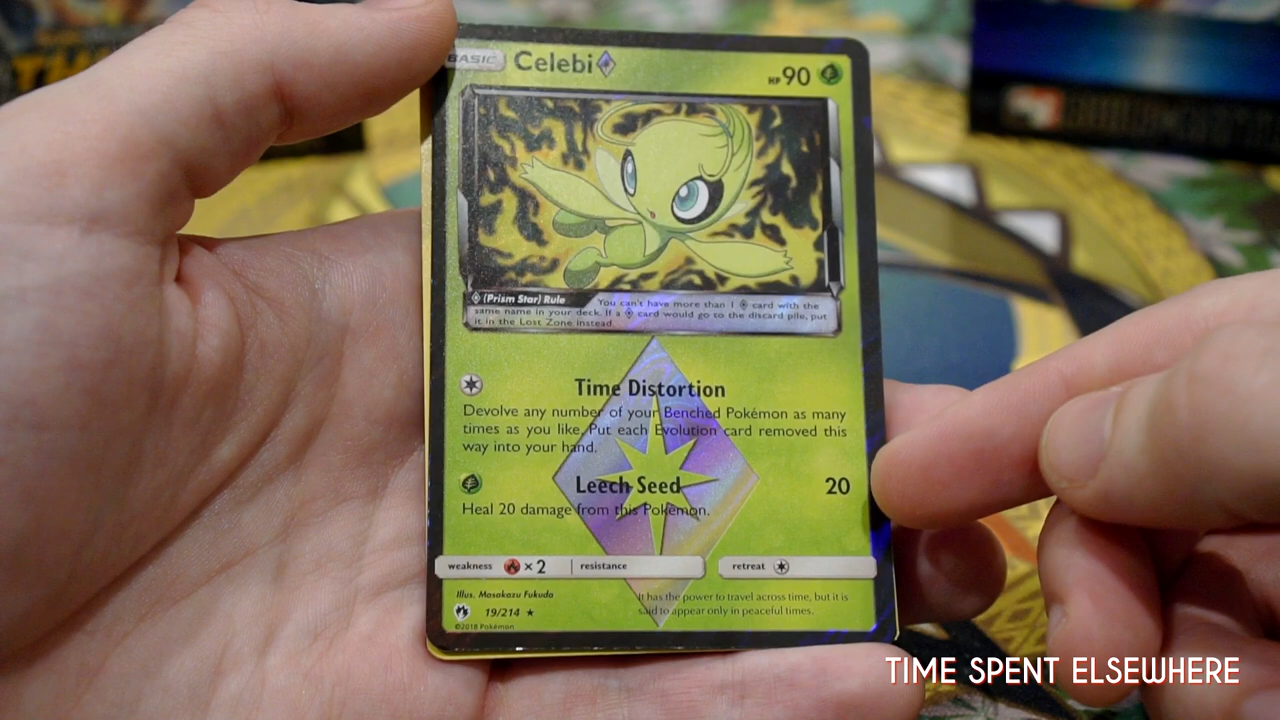 BASIC Celebi HP 90
(Prism Star) Rule You can't have more than 1 card with the
same name in your deck. If a card would go to the discard pile, put
it in the Lost Zone instead.
Time Distortion
Devolve any number of your Benched Pokémon as many
times as you like. Put each Evolution card removed this
way into your hand.
Leech Seed 20
Heal 20 damage from this Pokémon.
weakness ×2 resistance retreat
Illus. Masakazu Fukuda
19/214 ★
©2018 Pokémon
It has the power to travel across time, but it is
said to appear only in peaceful times.
TIME SPENT ELSEWHERE